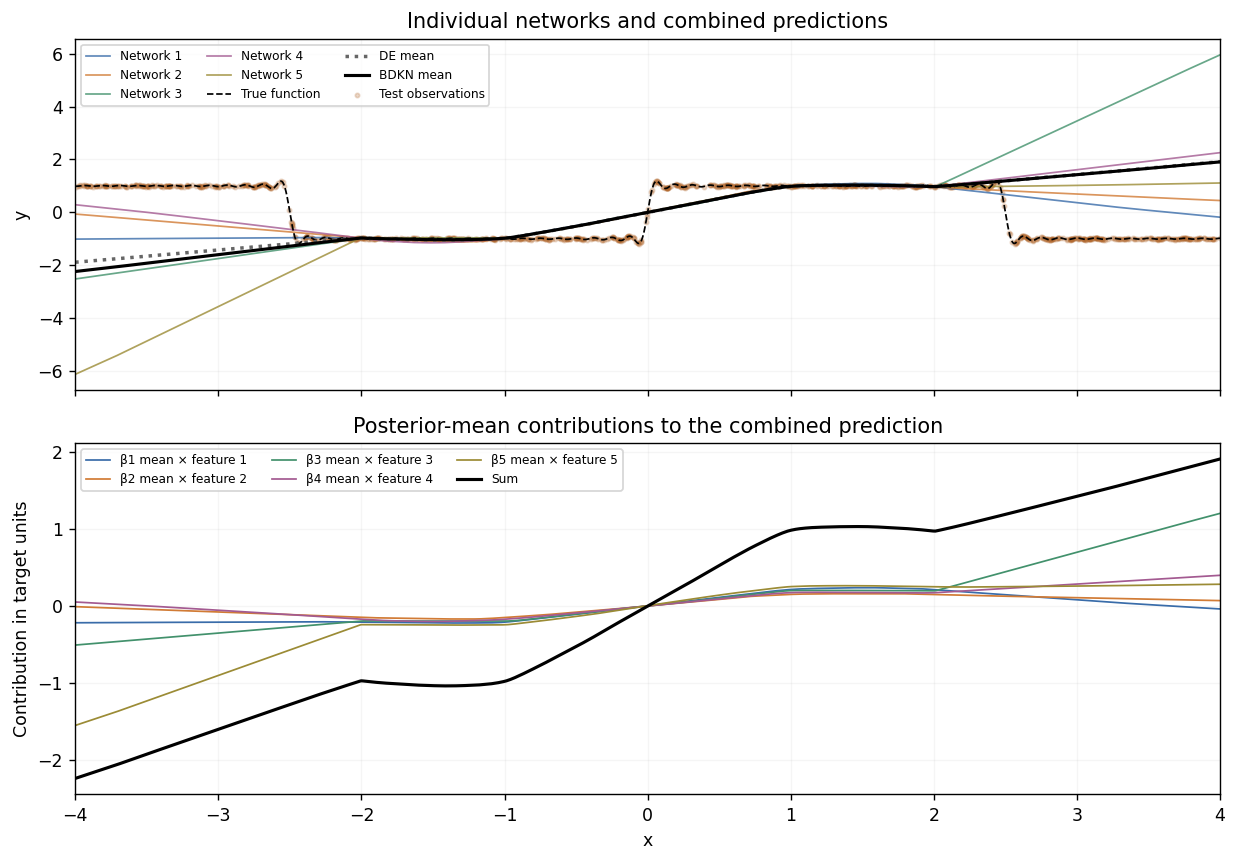 Individual networks and combined predictions
Network 1 Network 4 DE mean
Network 2 Network 5 BDKN mean
Network 3 True function Test observations
6
4
2
0
−2
−4
−6
y
Posterior-mean contributions to the combined prediction
β1 mean × feature 1 β3 mean × feature 3 β5 mean × feature 5
β2 mean × feature 2 β4 mean × feature 4 Sum
2
1
0
−1
−2
Contribution in target units
−4 −3 −2 −1 0 1 2 3 4
x